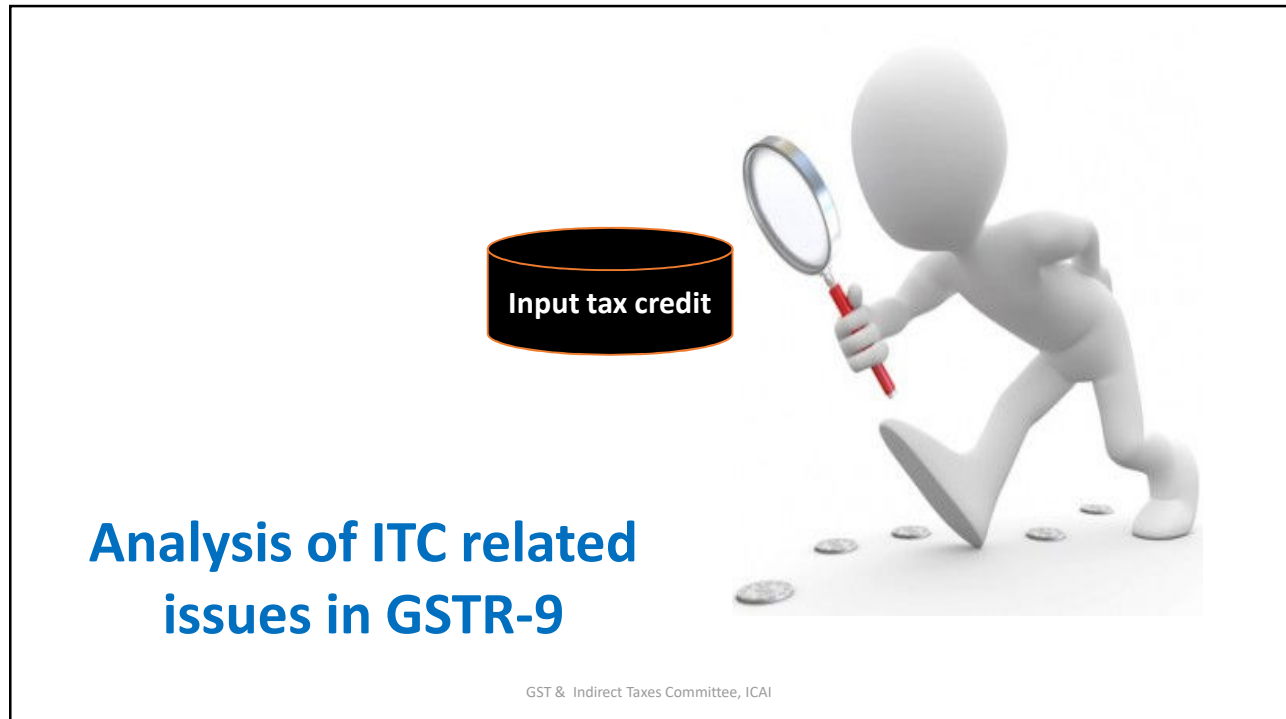 Input tax credit
Analysis of ITC related
issues in GSTR-9
GST & Indirect Taxes Committee, ICAI